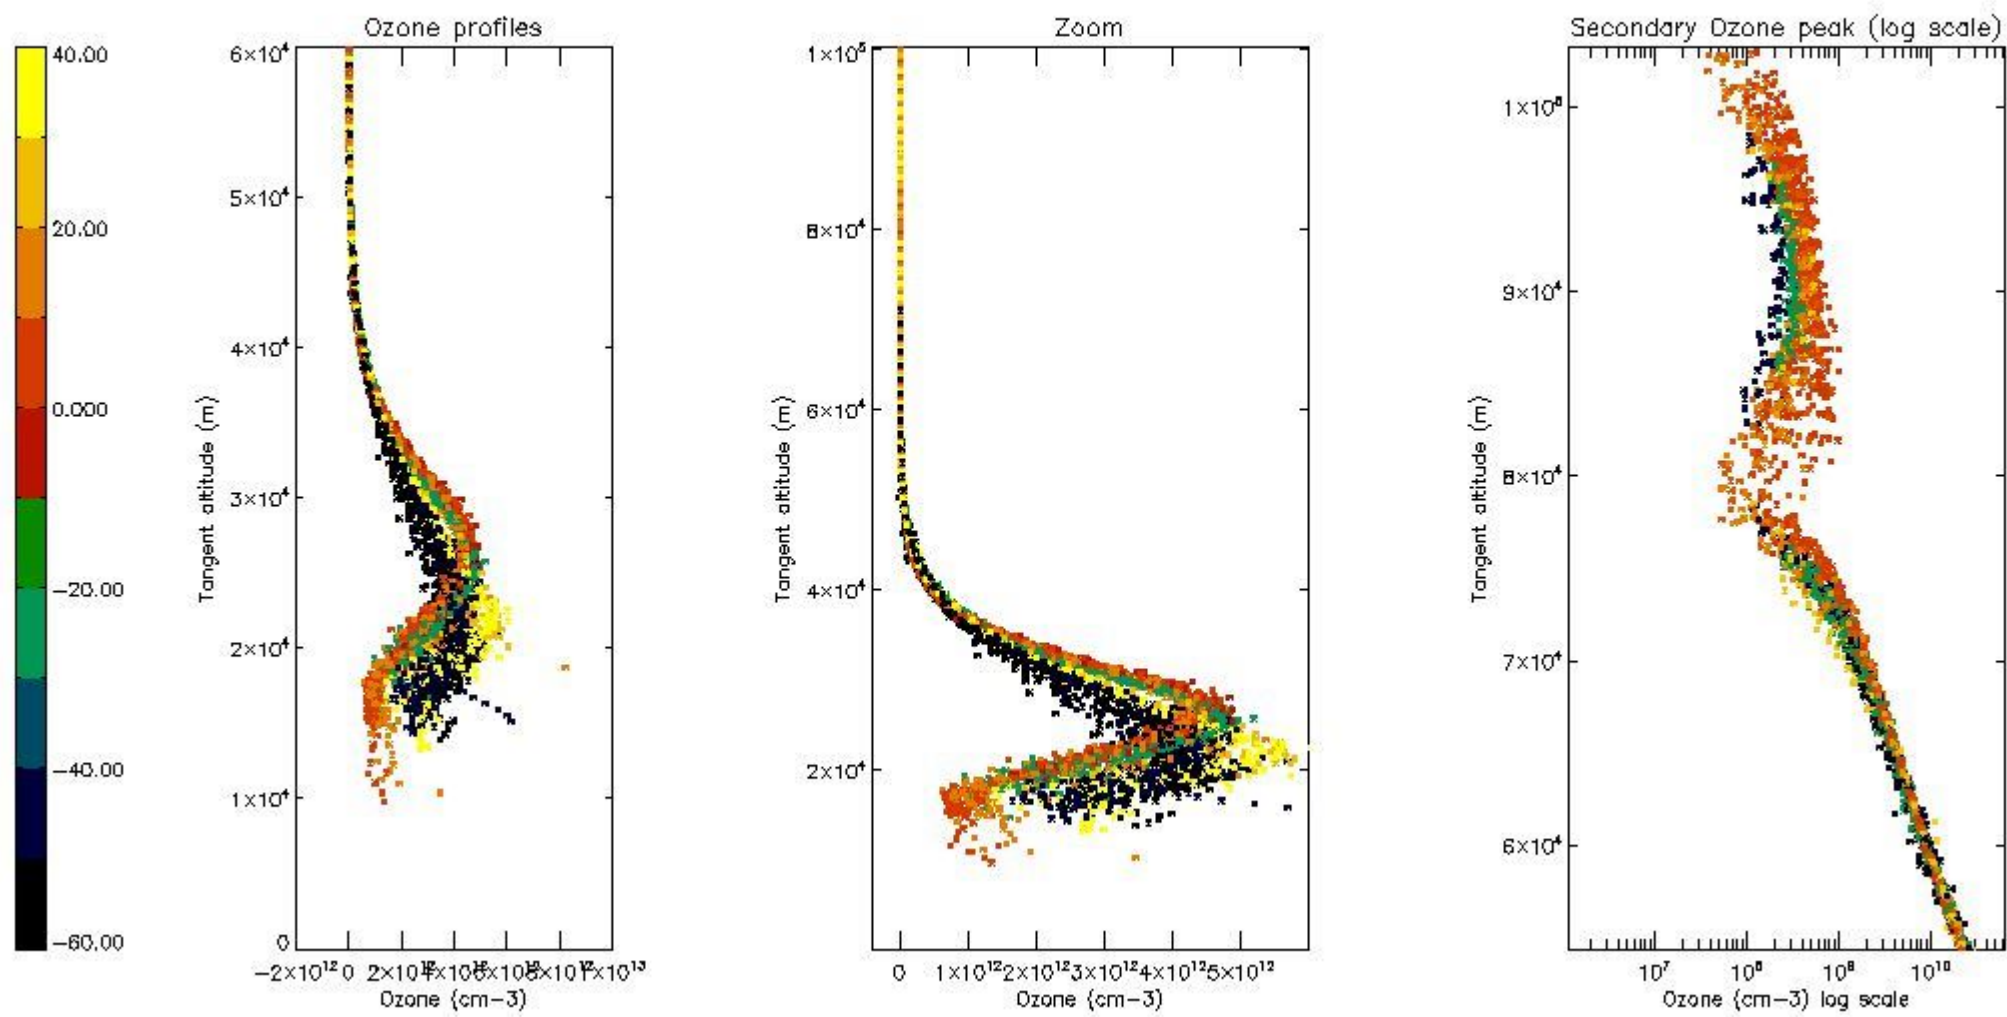 Ozone profiles
Zoom
Secondary Ozone peak (log scale)
40.00
20.00
0.000
−20.00
−40.00
−60.00
6×10⁴
5×10⁴
4×10⁴
3×10⁴
2×10⁴
1×10⁴
0
Tangent altitude (m)
−2×10¹² 0 2×10¹²
Ozone (cm−3)
1×10⁵
8×10⁴
6×10⁴
4×10⁴
2×10⁴
Tangent altitude (m)
0 1×10¹² 2×10¹² 3×10¹² 4×10¹² 5×10¹²
Ozone (cm−3)
1×10⁵
9×10⁴
8×10⁴
7×10⁴
6×10⁴
Tangent altitude (m)
10⁷ 10⁸ 10⁹ 10¹⁰
Ozone (cm−3) log scale